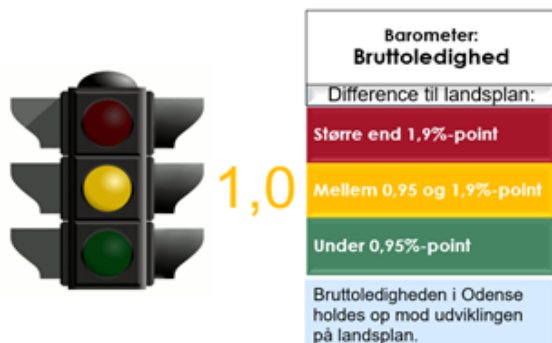 1,0
Barometer:
Bruttoledighed
Difference til landsplan:
Større end 1,9%-point
Mellem 0,95 og 1,9%-point
Under 0,95%-point
Bruttoledigheden i Odense
holdes op mod udviklingen
på landsplan.